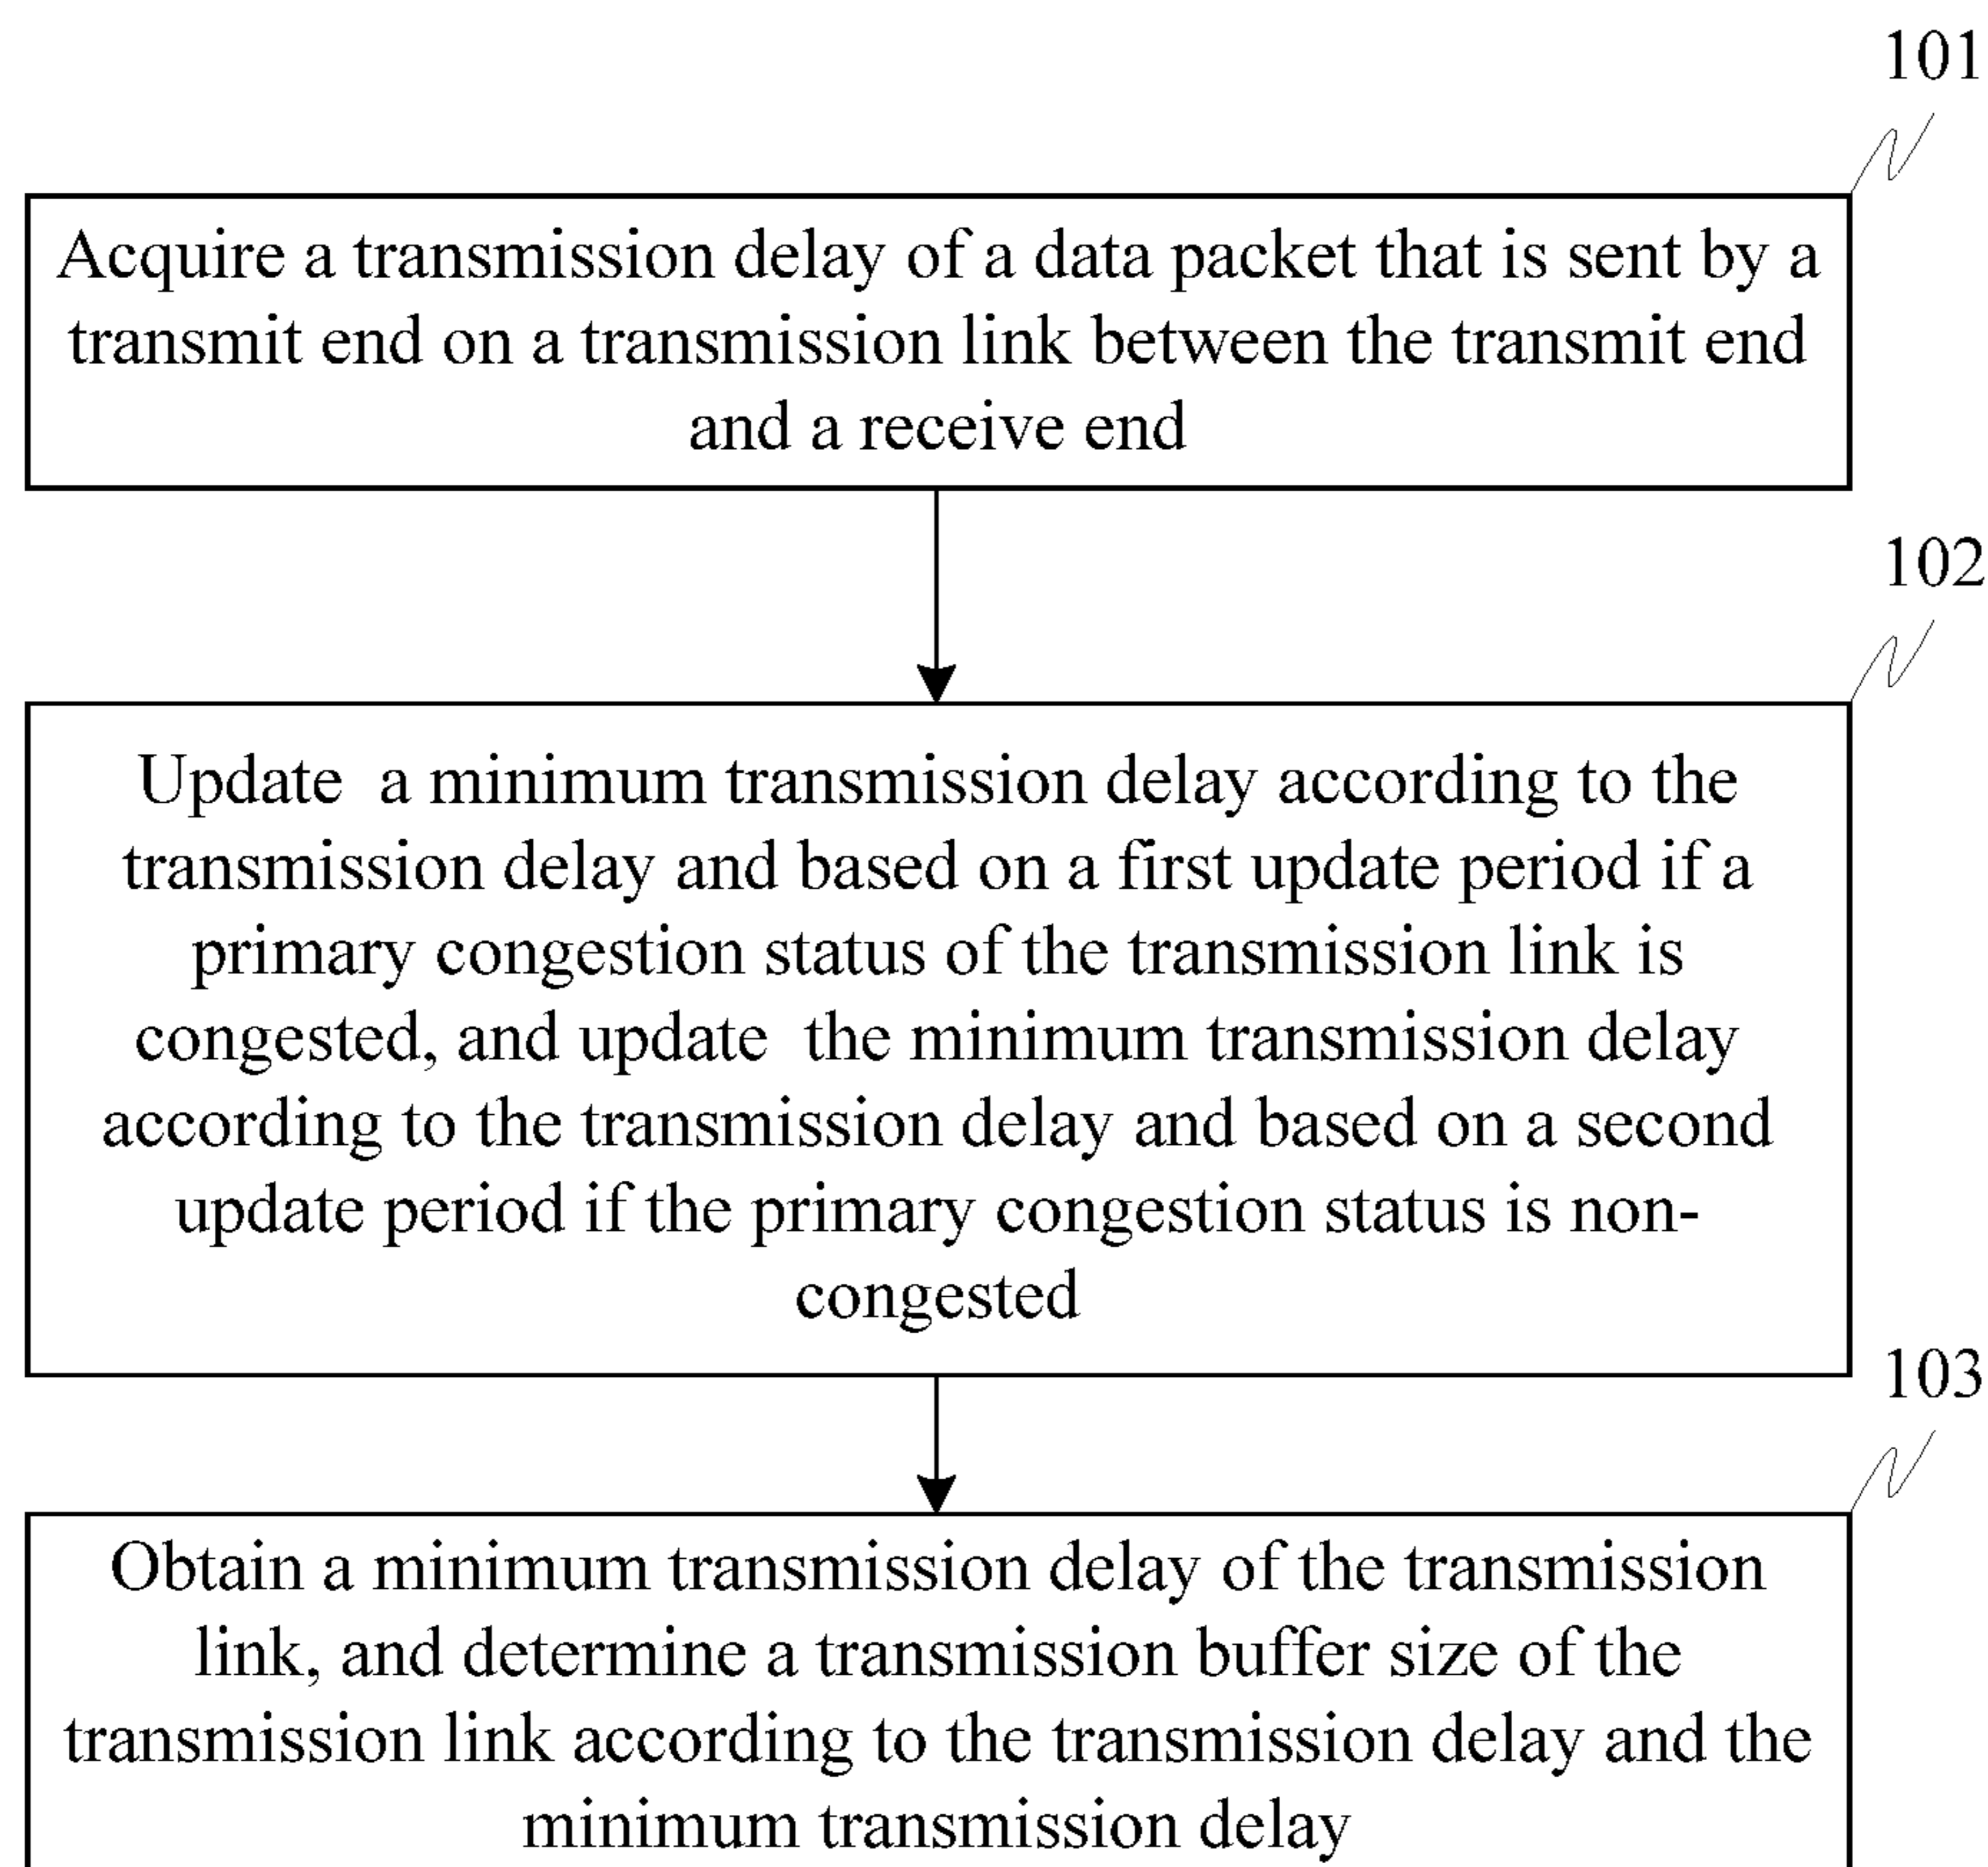 101
Acquire a transmission delay of a data packet that is sent by a
transmit end on a transmission link between the transmit end
and a receive end
102
Update a minimum transmission delay according to the
transmission delay and based on a first update period if a
primary congestion status of the transmission link is
congested, and update the minimum transmission delay
according to the transmission delay and based on a second
update period if the primary congestion status is non-
congested
103
Obtain a minimum transmission delay of the transmission
link, and determine a transmission buffer size of the
transmission link according to the transmission delay and the
minimum transmission delay